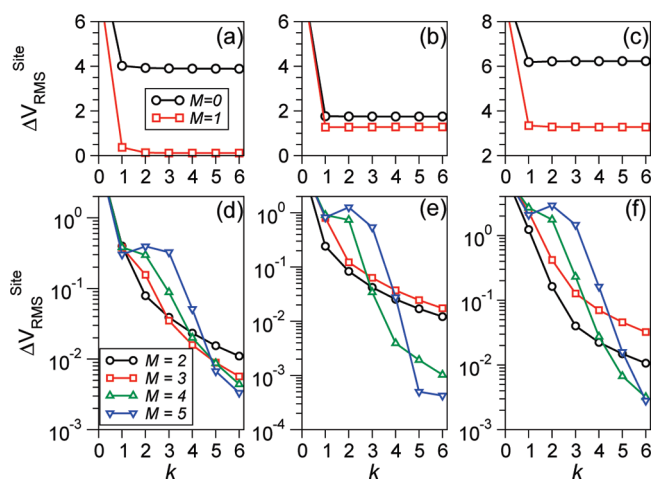 6 (a) 6 (b) 8 (c)
4 4 6
2 2 4
0 0 2
ΔV_RMS^Site
M=0
M=1
0 1 2 3 4 5 6 0 1 2 3 4 5 6 0 1 2 3 4 5 6
10^0 (d) 10^0 (e) 10^0 (f)
10^-1 10^-1 10^-1
10^-2 10^-2 10^-2
10^-3 10^-3 10^-3
10^-4
ΔV_RMS^Site
M = 2
M = 3
M = 4
M = 5
0 1 2 3 4 5 6 0 1 2 3 4 5 6 0 1 2 3 4 5 6
k k k